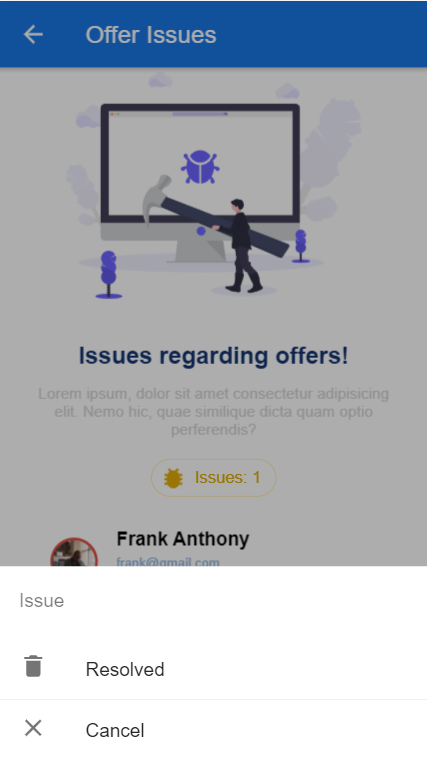 Offer Issues
Issues regarding offers!
Lorem ipsum, dolor sit amet consectetur adipisicing
elit. Nemo hic, quae similique dicta quam optio
perferendis?
Issues: 1
Frank Anthony
frank@gmail.com
Issue
Resolved
Cancel